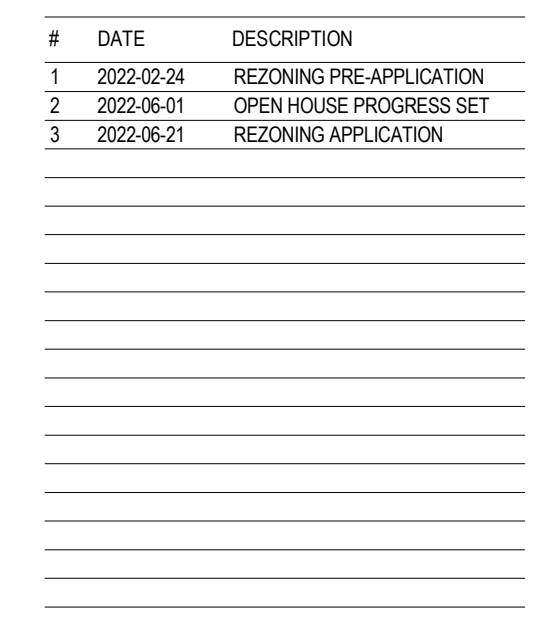 # DATE DESCRIPTION
1 2022-02-24 REZONING PRE-APPLICATION
2 2022-06-01 OPEN HOUSE PROGRESS SET
3 2022-06-21 REZONING APPLICATION